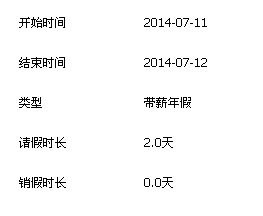 开始时间 2014-07-11
结束时间 2014-07-12
类型 带薪年假
请假时长 2.0天
销假时长 0.0天